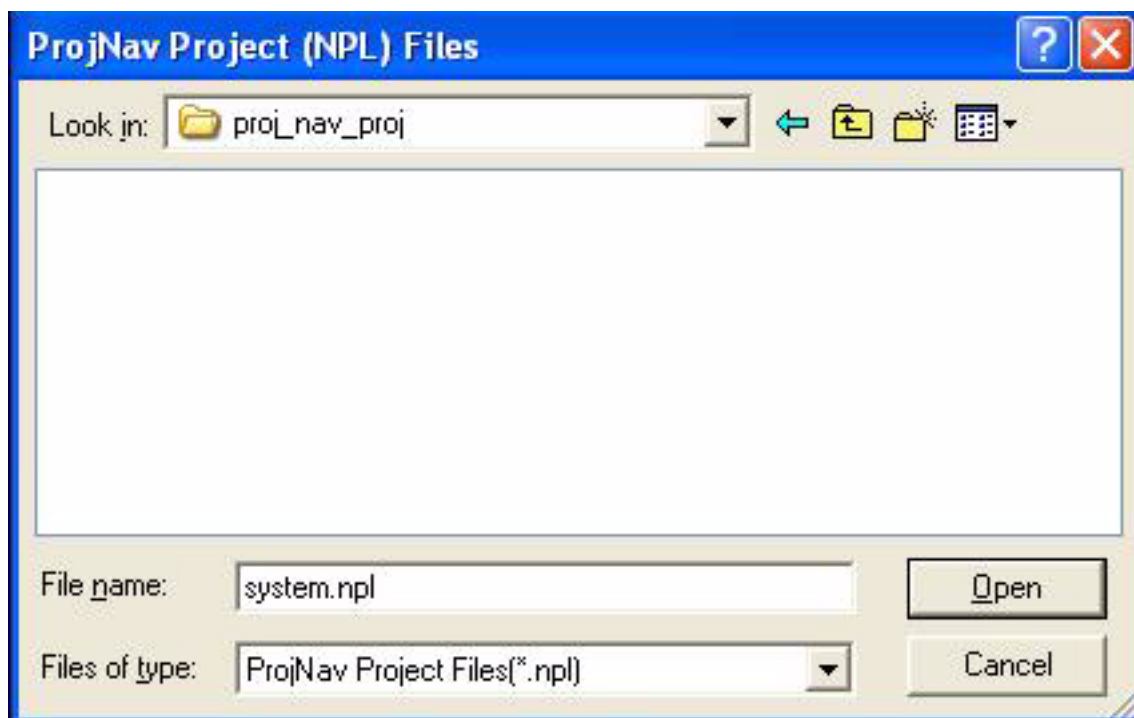 ProjNav Project (NPL) Files
Look in: proj_nav_proj
File name: system.npl Open
Files of type: ProjNav Project Files(*.npl) Cancel